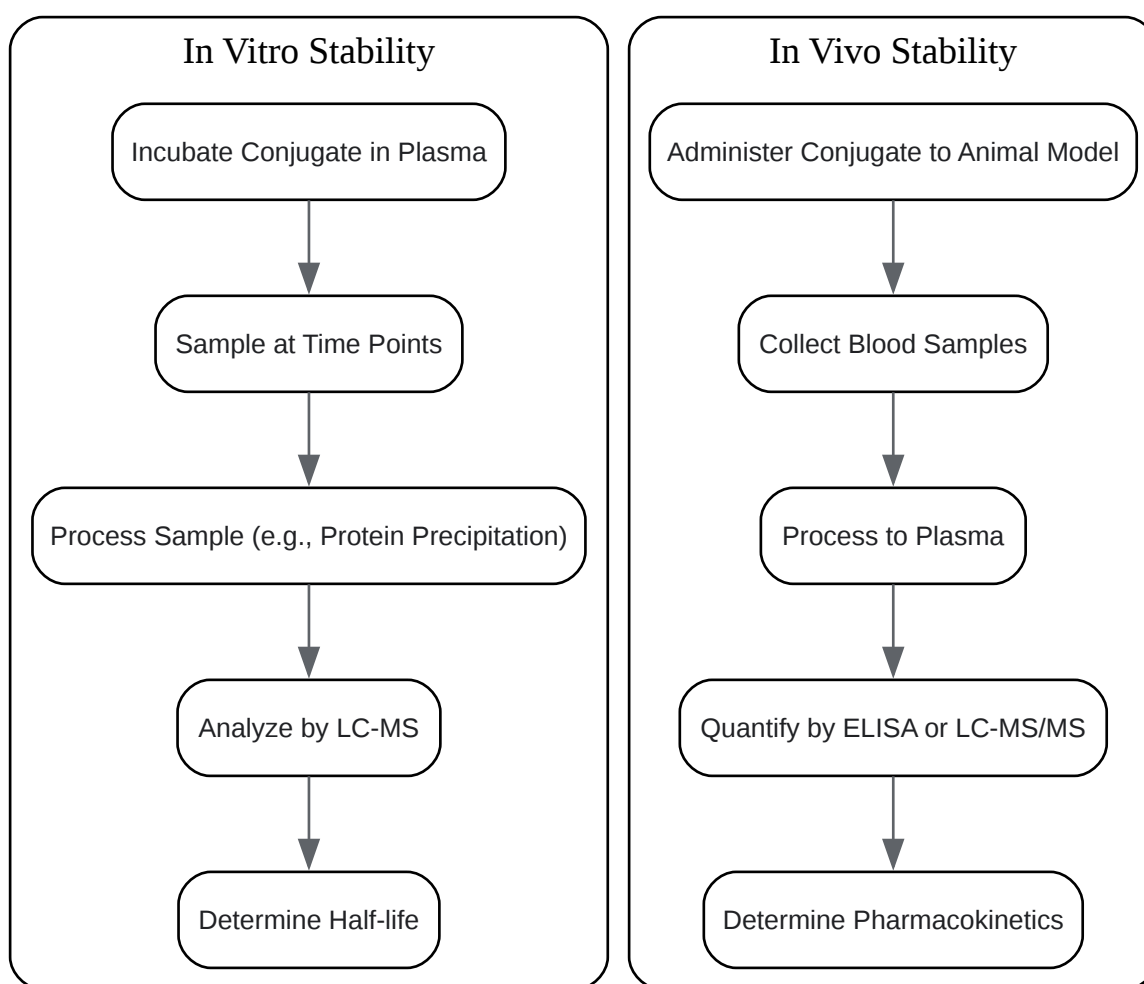 In Vitro Stability
Incubate Conjugate in Plasma
Sample at Time Points
Process Sample (e.g., Protein Precipitation)
Analyze by LC-MS
Determine Half-life
In Vivo Stability
Administer Conjugate to Animal Model
Collect Blood Samples
Process to Plasma
Quantify by ELISA or LC-MS/MS
Determine Pharmacokinetics